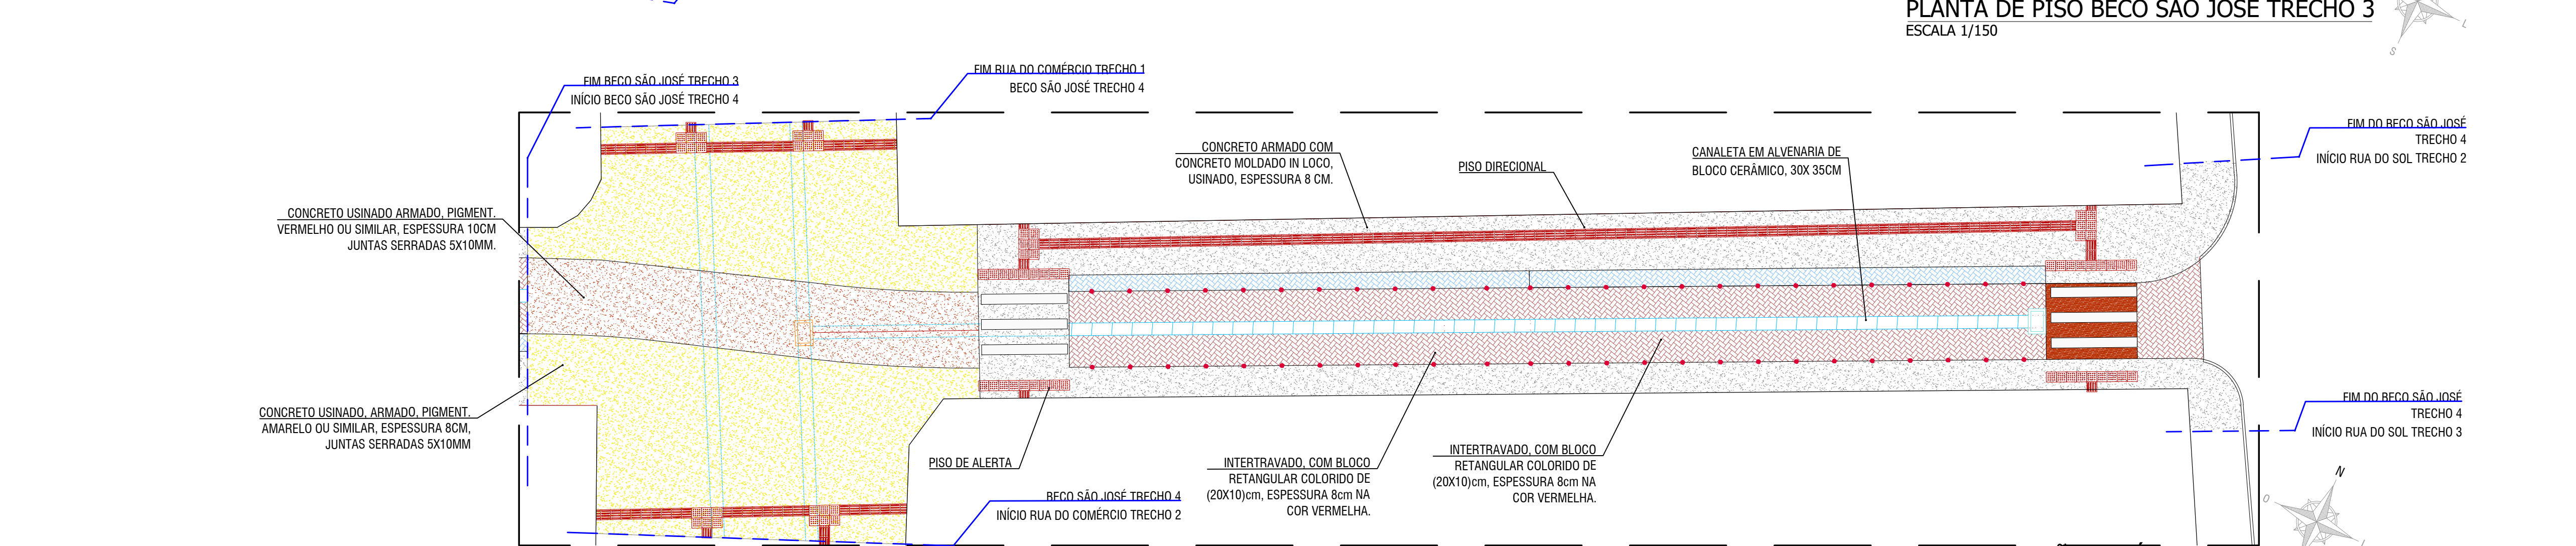 PLANTA DE PISO BECO SÃO JOSÉ TRECHO 3
ESCALA 1/150
S
L
FIM BECO SÃO JOSÉ TRECHO 3
INÍCIO BECO SÃO JOSÉ TRECHO 4
FIM RUA DO COMÉRCIO TRECHO 1
BECO SÃO JOSÉ TRECHO 4
FIM DO BECO SÃO JOSÉ
TRECHO 4
INÍCIO RUA DO SOL TRECHO 2
CONCRETO ARMADO COM
CONCRETO MOLDADO IN LOCO,
USINADO, ESPESSURA 8 CM.
PISO DIRECIONAL
CANALETA EM ALVENARIA DE
BLOCO CERÂMICO, 30X 35CM
CONCRETO USINADO ARMADO, PIGMENT.
VERMELHO OU SIMILAR, ESPESSURA 10CM
JUNTAS SERRADAS 5X10MM.
CONCRETO USINADO, ARMADO, PIGMENT.
AMARELO OU SIMILAR, ESPESSURA 8CM,
JUNTAS SERRADAS 5X10MM
PISO DE ALERTA
INTERTRAVADO, COM BLOCO
RETANGULAR COLORIDO DE
(20X10)cm, ESPESSURA 8cm NA
COR VERMELHA.
INTERTRAVADO, COM BLOCO
RETANGULAR COLORIDO DE
(20X10)cm, ESPESSURA 8cm NA
COR VERMELHA.
FIM DO BECO SÃO JOSÉ
TRECHO 4
INÍCIO RUA DO SOL TRECHO 3
BECO SÃO JOSÉ TRECHO 4
INÍCIO RUA DO COMÉRCIO TRECHO 2
N
O